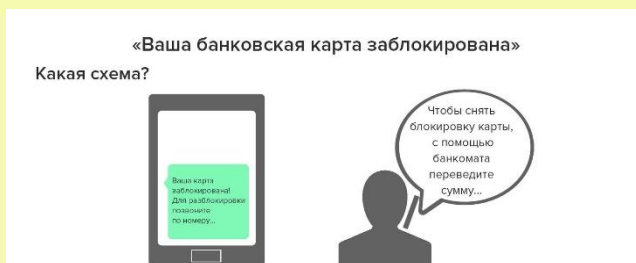 «Ваша банковская карта заблокирована»
Какая схема?
Ваша карта
заблокирована!
Для разблокировки
позвоните
по номеру...
Чтобы снять
блокировку карты,
с помощью
банкомата
переведите
сумму...